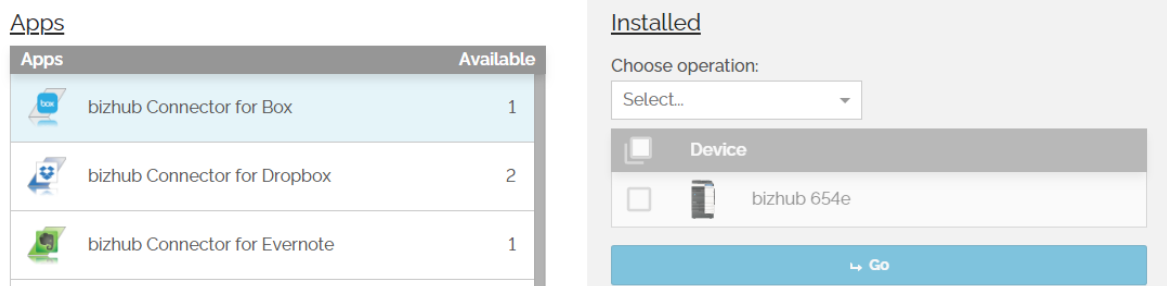 Apps
Apps Available
box
bizhub Connector for Box 1
bizhub Connector for Dropbox 2
bizhub Connector for Evernote 1
Installed
Choose operation:
Select...
Device
bizhub 654e
Go